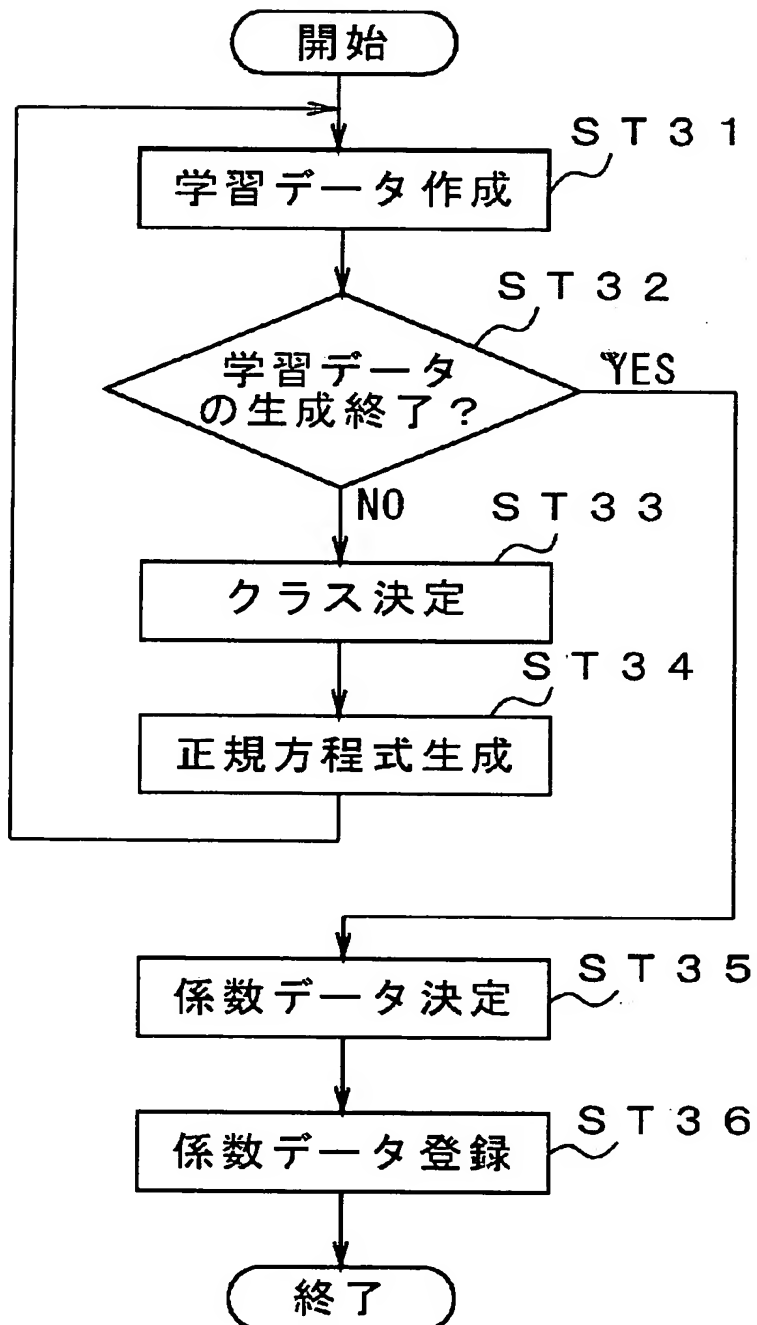 開始
ST31
学習データ作成
ST32
学習データ
の生成終了?
YES
NO
ST33
クラス決定
ST34
正規方程式生成
ST35
係数データ決定
ST36
係数データ登録
終了